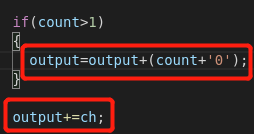 if(count>1)
{
output=output+(count+'0');
}
output+=ch;